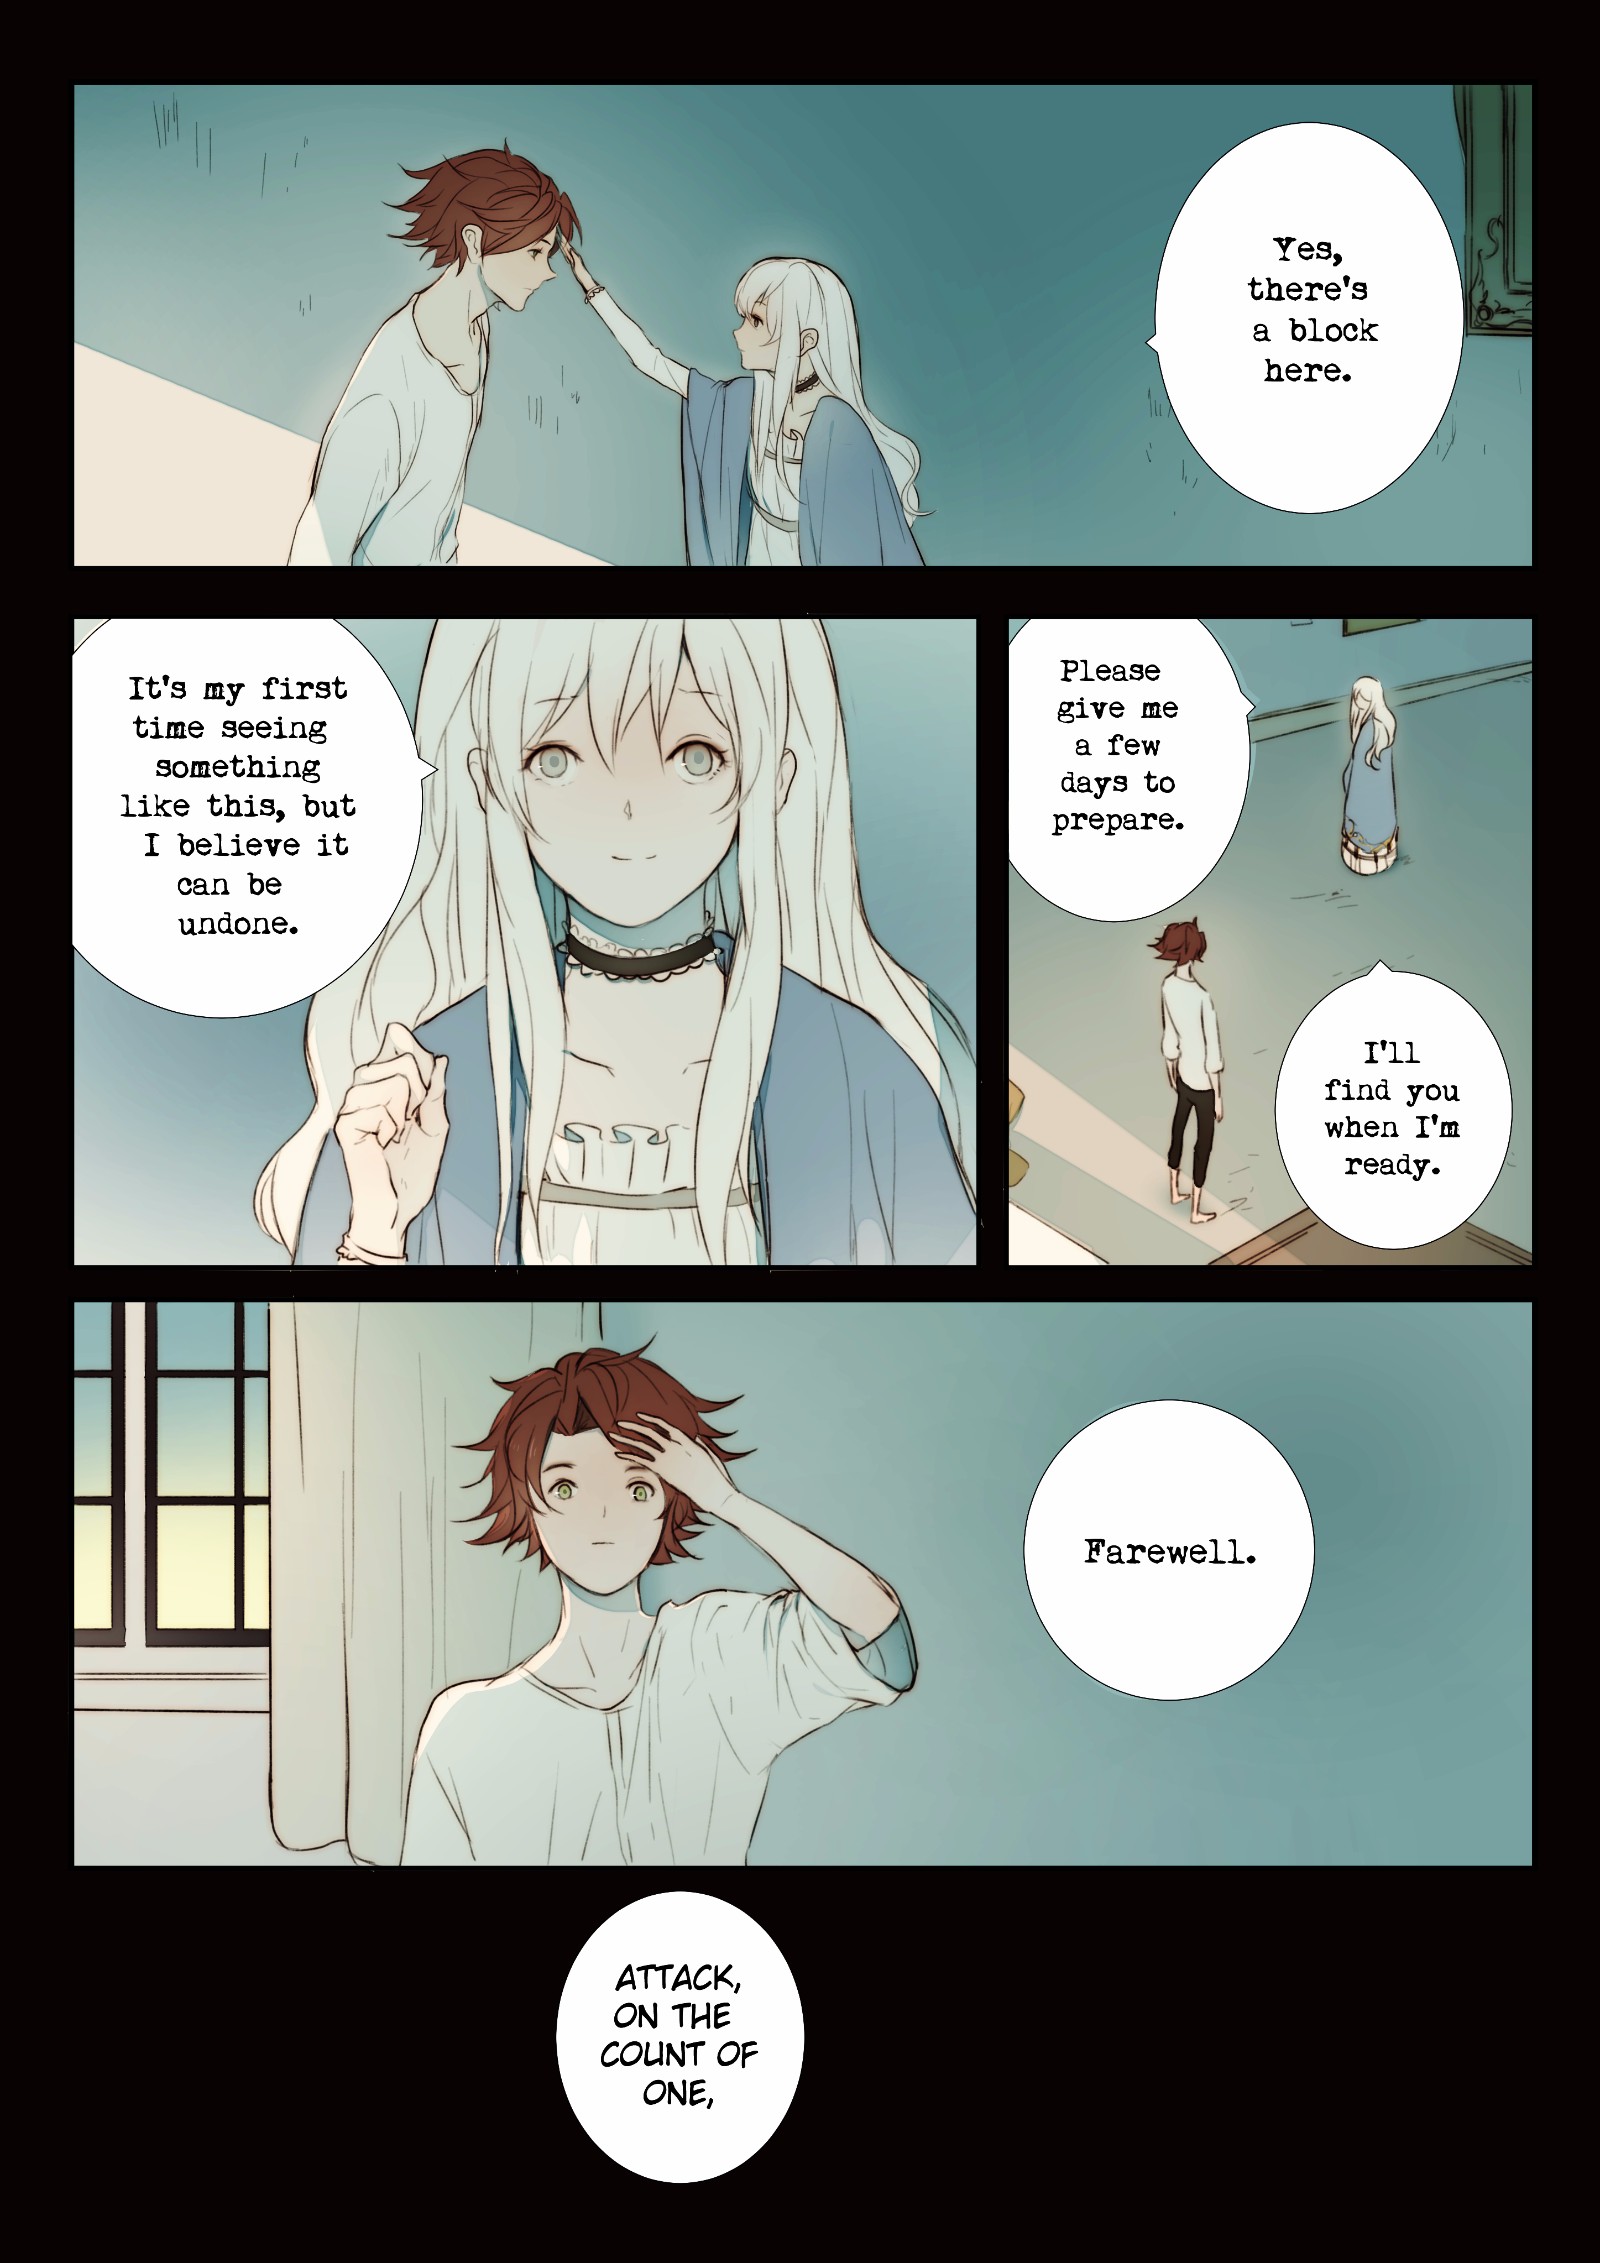 Yes,
there's
a block
here.
It's my first
time seeing
something
like this, but
I believe it
can be
undone.
Please
give me
a few
days to
prepare.
I'll
find you
when I'm
ready.
Farewell.
ATTACK,
ON THE
COUNT OF
ONE,